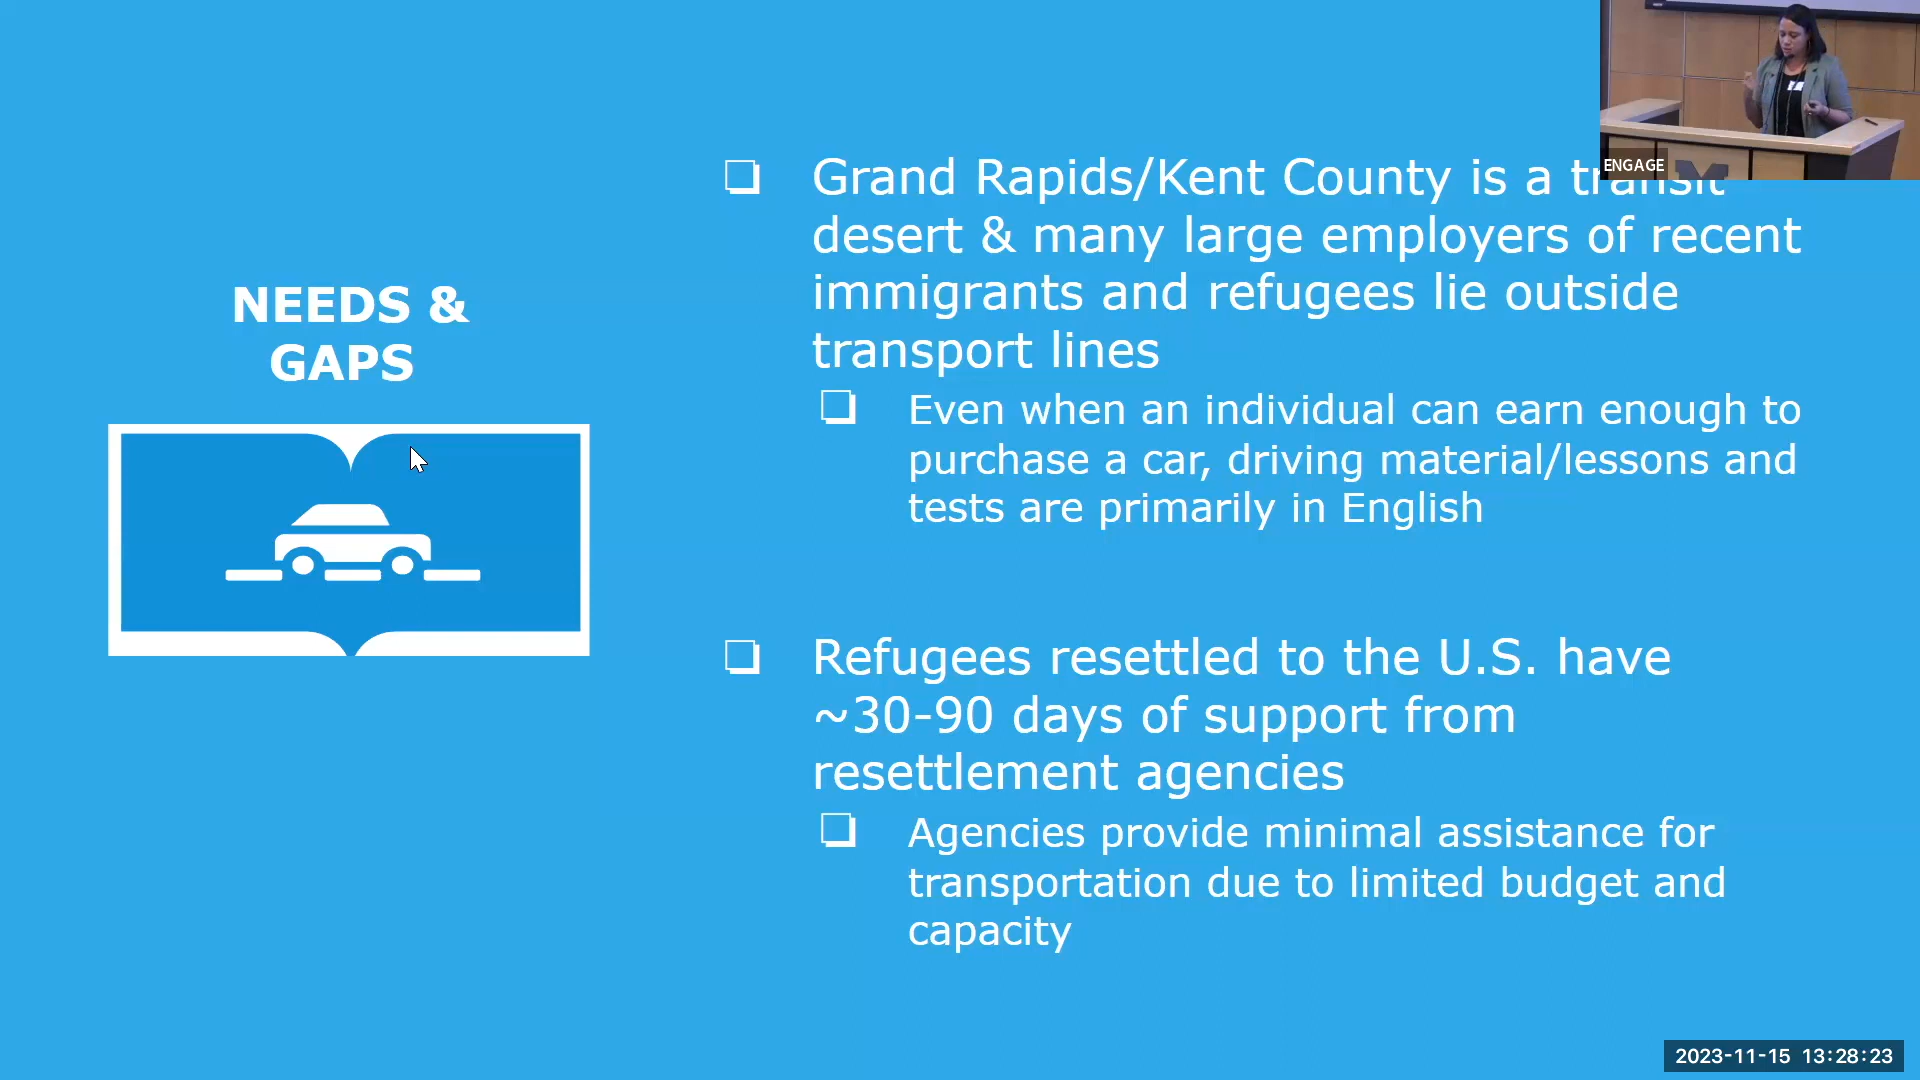 ENGAGE
NEEDS &
GAPS
❏ Grand Rapids/Kent County is a transit
desert & many large employers of recent
immigrants and refugees lie outside
transport lines
❏ Even when an individual can earn enough to
purchase a car, driving material/lessons and
tests are primarily in English
❏ Refugees resettled to the U.S. have
~30-90 days of support from
resettlement agencies
❏ Agencies provide minimal assistance for
transportation due to limited budget and
capacity
2023-11-15 13:28:23